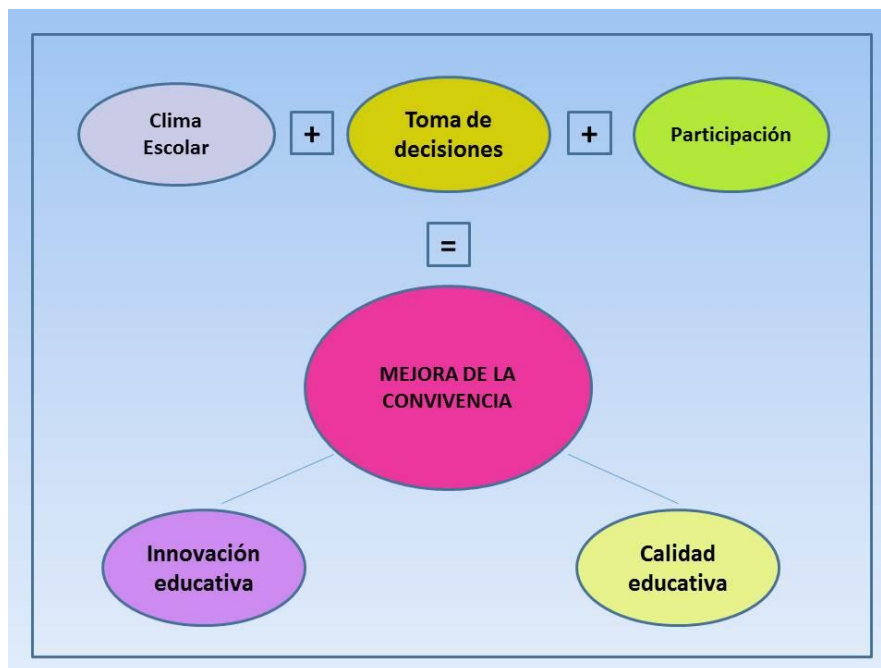 Clima
Escolar
+
Toma de
decisiones
+
Participación
=
MEJORA DE LA
CONVIVENCIA
Innovación
educativa
Calidad
educativa